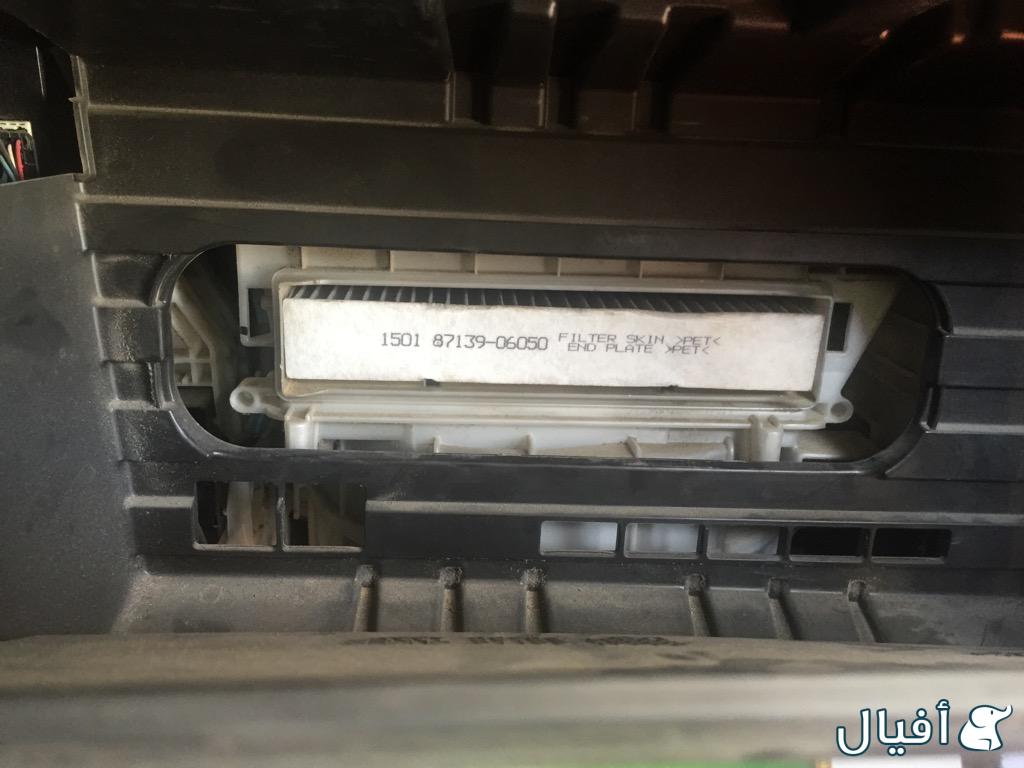 1501 87139-06050 FILTER SKIN >PET<
END PLATE >PET<
أفيال